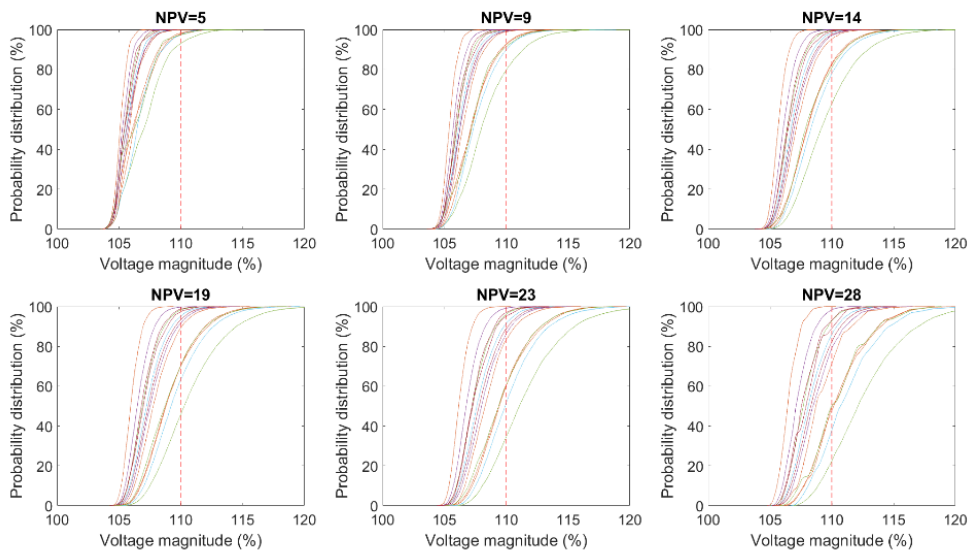 NPV=5 NPV=9 NPV=14
100 100 100
80 80 80
60 60 60
40 40 40
20 20 20
0 0 0
Probability distribution (%) Probability distribution (%) Probability distribution (%)
100 105 110 115 120 100 105 110 115 120 100 105 110 115 120
Voltage magnitude (%) Voltage magnitude (%) Voltage magnitude (%)
NPV=19 NPV=23 NPV=28
100 100 100
80 80 80
60 60 60
40 40 40
20 20 20
0 0 0
Probability distribution (%) Probability distribution (%) Probability distribution (%)
100 105 110 115 120 100 105 110 115 120 100 105 110 115 120
Voltage magnitude (%) Voltage magnitude (%) Voltage magnitude (%)